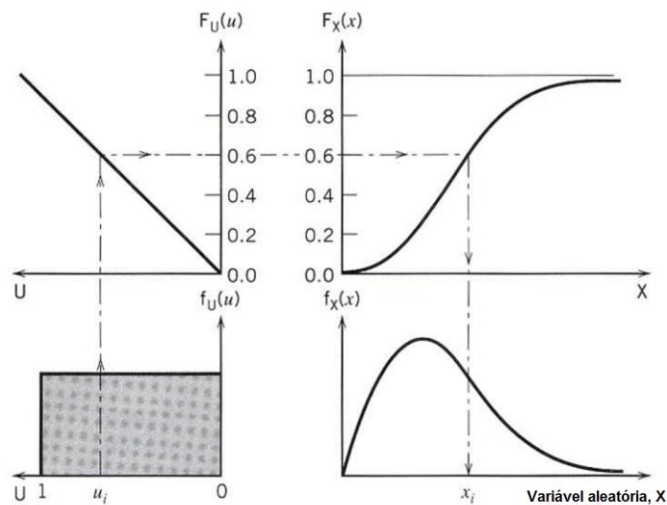 F_U(u) F_X(x)
1.0 1.0
0.8 0.8
0.6 0.6
0.4 0.4
0.2 0.2
0.0 0.0
U X
f_U(u) f_X(x)
U 1 u_i 0 x_i Variável aleatória, X